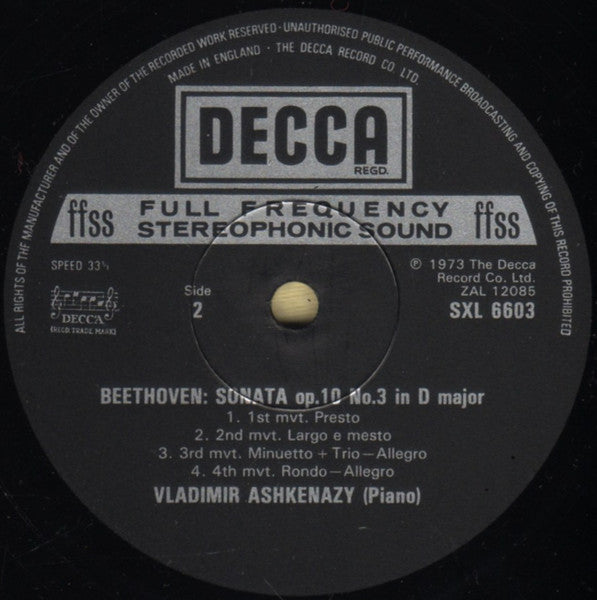 ALL RIGHTS OF THE MANUFACTURER AND OF THE OWNER OF THE RECORDED WORK RESERVED · UNAUTHORISED PUBLIC PERFORMANCE BROADCASTING AND COPYING OF THIS RECORD PROHIBITED
MADE IN ENGLAND · THE DECCA RECORD CO. LTD.
DECCA
REGD.
ffss FULL FREQUENCY STEREOPHONIC SOUND ffss
SPEED 33⅓
℗ 1973 The Decca
Record Co. Ltd.
ZAL 12085
SXL 6603
Side
2
DECCA
(REGD. TRADE MARK)
BEETHOVEN: SONATA op.10 No.3 in D major
1. 1st mvt. Presto
2. 2nd mvt. Largo e mesto
3. 3rd mvt. Minuetto + Trio—Allegro
4. 4th mvt. Rondo—Allegro
VLADIMIR ASHKENAZY (Piano)